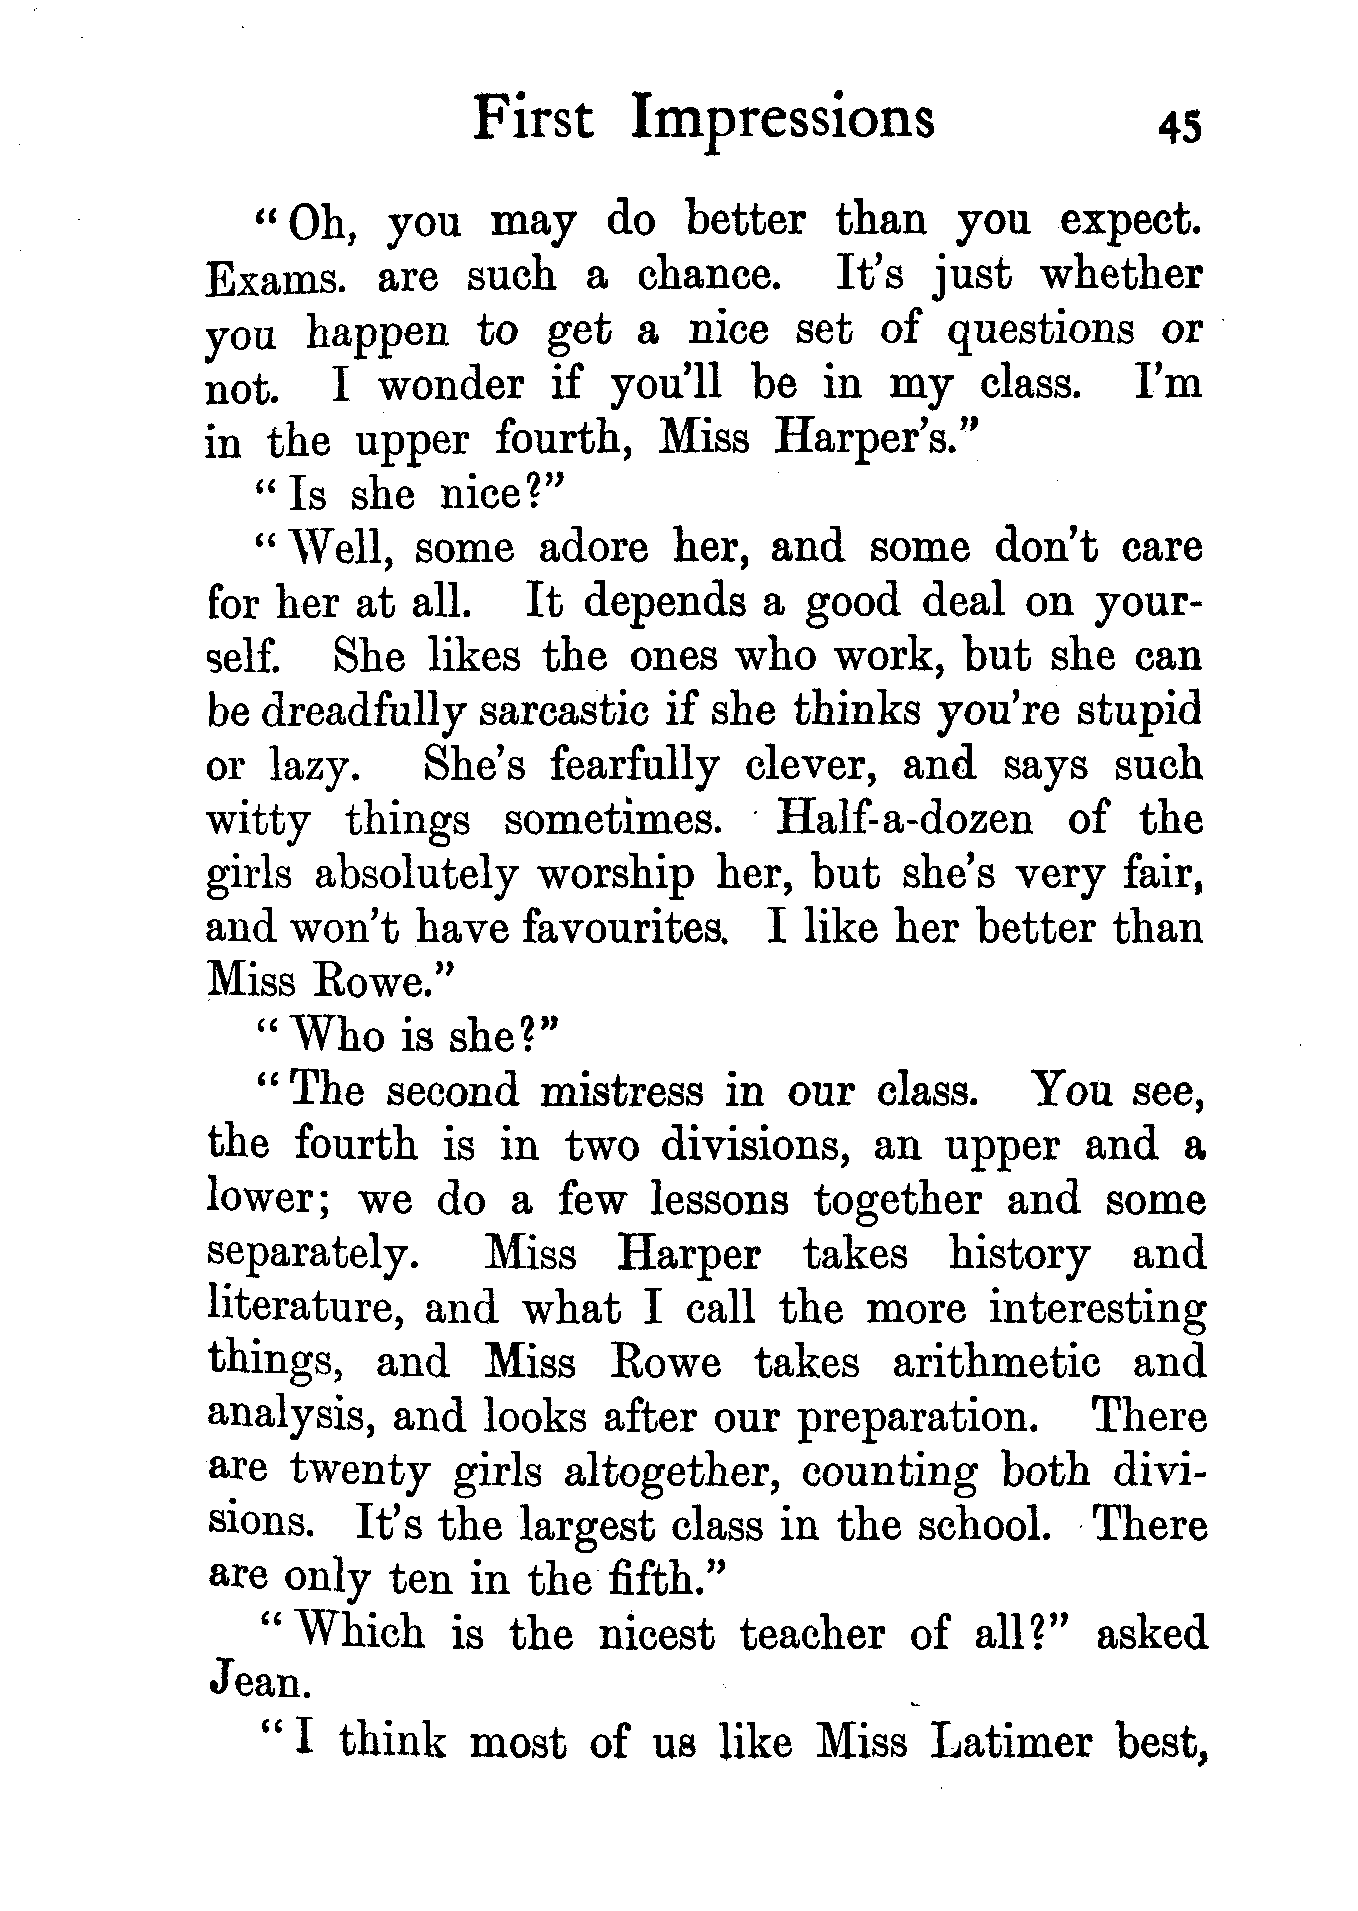 First Impressions 45
“Oh, you may do better than you expect.
Exams. are such a chance. It's just whether
you happen to get a nice set of questions or
not. I wonder if you'll be in my class. I'm
in the upper fourth, Miss Harper's.”
“Is she nice?”
“Well, some adore her, and some don't care
for her at all. It depends a good deal on your-
self. She likes the ones who work, but she can
be dreadfully sarcastic if she thinks you're stupid
or lazy. She's fearfully clever, and says such
witty things sometimes. Half-a-dozen of the
girls absolutely worship her, but she's very fair,
and won't have favourites. I like her better than
Miss Rowe.”
“Who is she?”
“The second mistress in our class. You see,
the fourth is in two divisions, an upper and a
lower; we do a few lessons together and some
separately. Miss Harper takes history and
literature, and what I call the more interesting
things, and Miss Rowe takes arithmetic and
analysis, and looks after our preparation. There
are twenty girls altogether, counting both divi-
sions. It's the largest class in the school. There
are only ten in the fifth.”
“Which is the nicest teacher of all?” asked
Jean.
“I think most of us like Miss Latimer best,